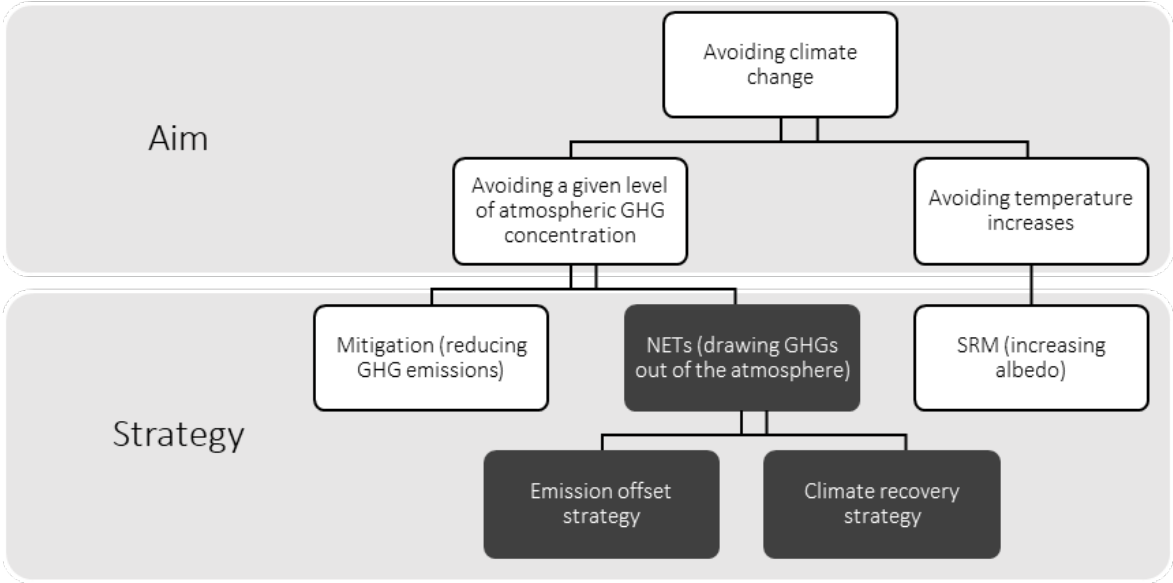 Avoiding climate
change
Aim
Avoiding a given level
of atmospheric GHG
concentration
Avoiding temperature
increases
Mitigation (reducing
GHG emissions)
NETs (drawing GHGs
out of the atmosphere)
SRM (increasing
albedo)
Strategy
Emission offset
strategy
Climate recovery
strategy